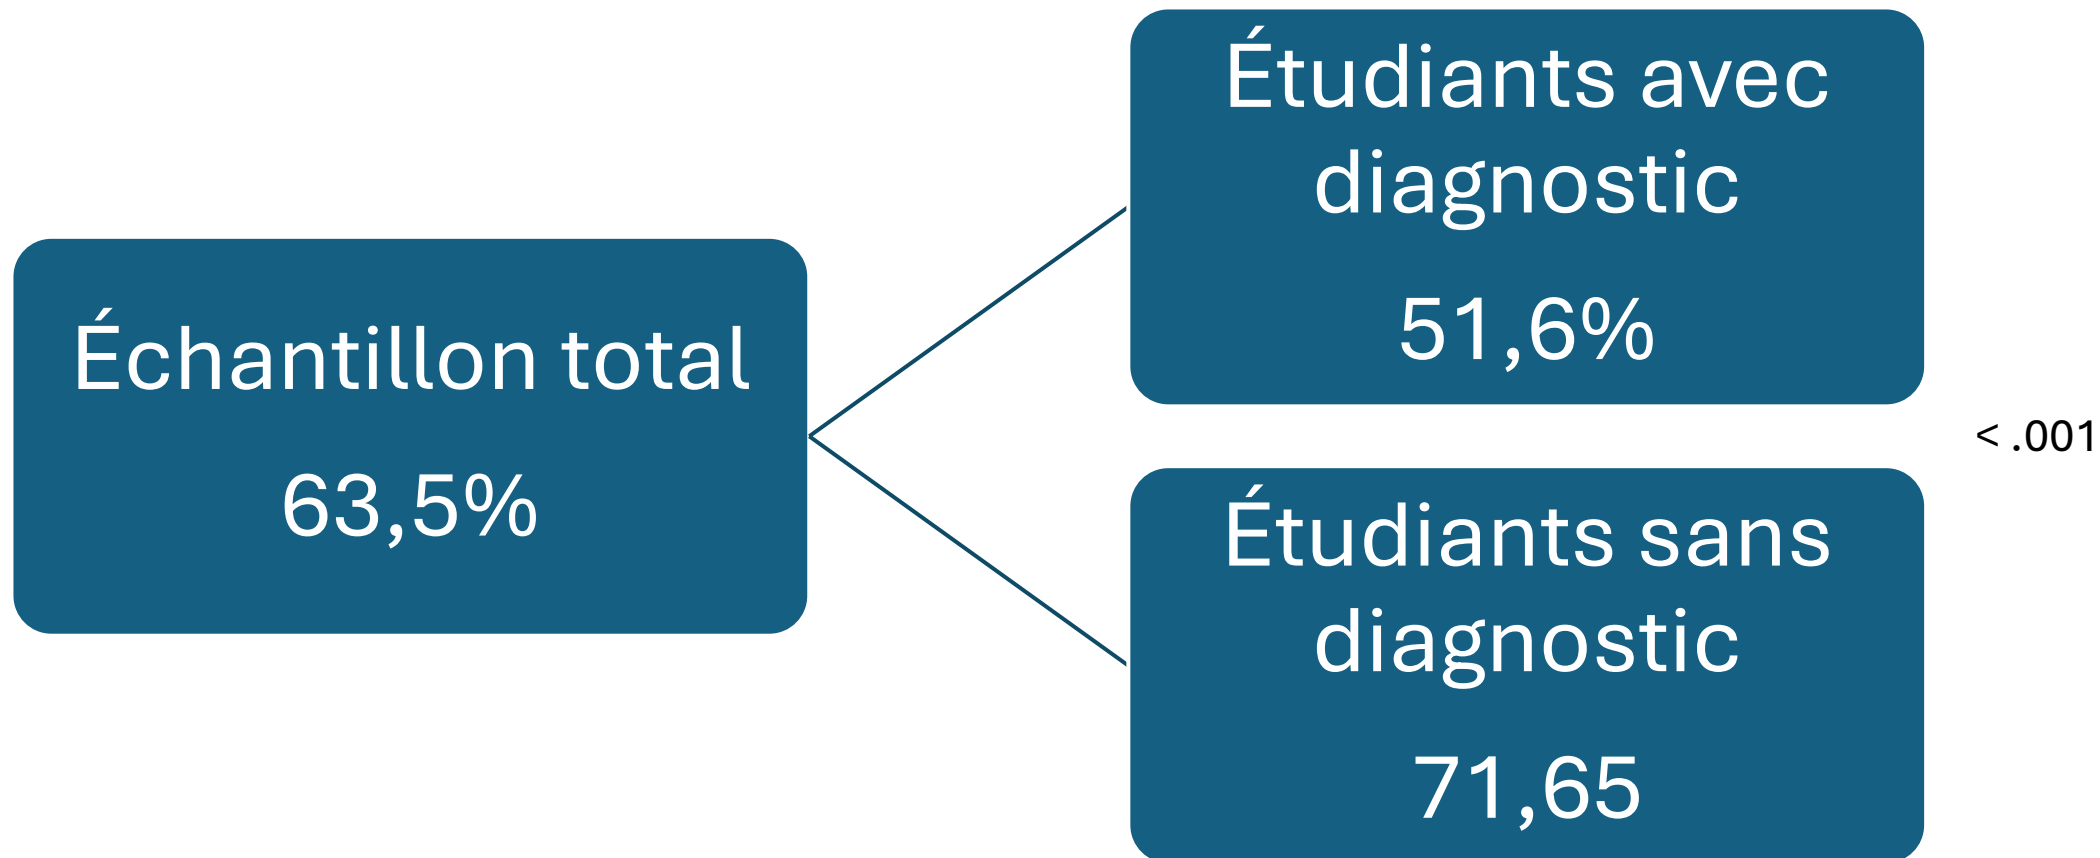 Échantillon total
63,5%
Étudiants avec
diagnostic
51,6%
< .001
Étudiants sans
diagnostic
71,65